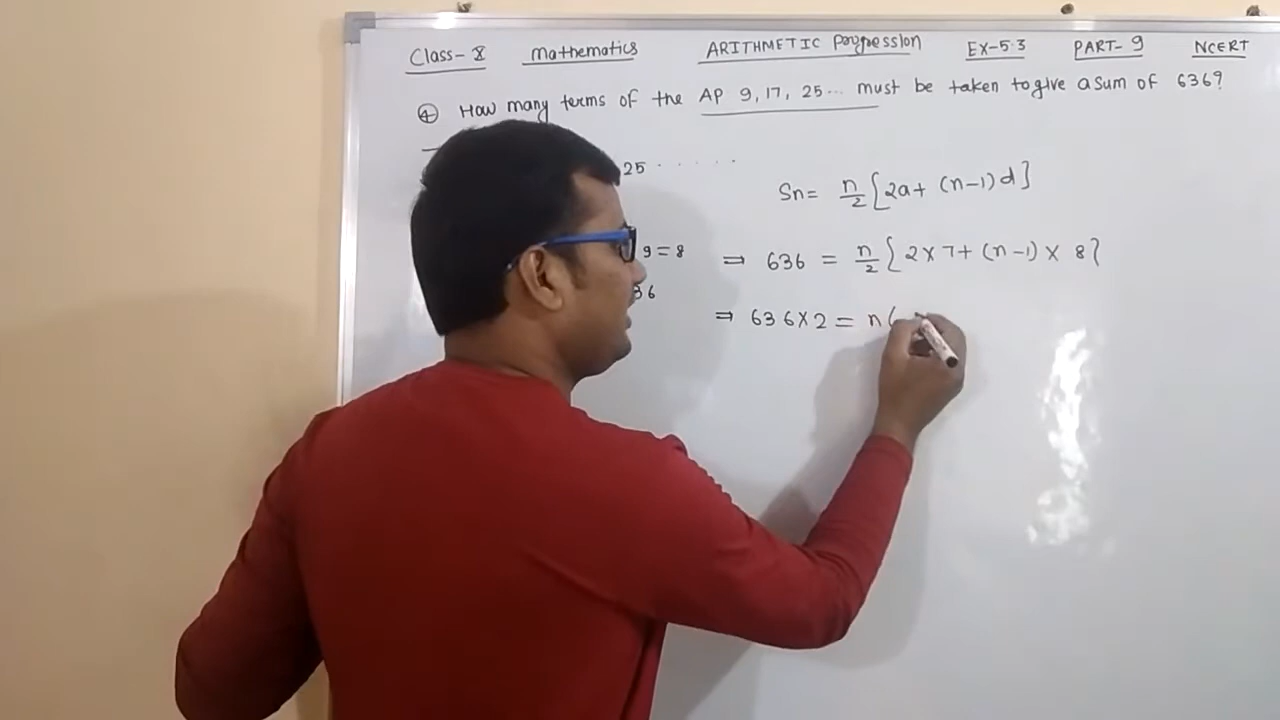 Class- X Mathematics ARITHMETIC Progression EX-5.3 PART-9 NCERT
④ How many terms of the AP 9, 17, 25... must be taken to give a sum of 636?
25 . . . . .
Sn = n/2 [2a + (n-1) d]
9 = 8
⇒ 636 = n/2 { 2 × 7 + (n-1) × 8 }
36
⇒ 636 × 2 = n (